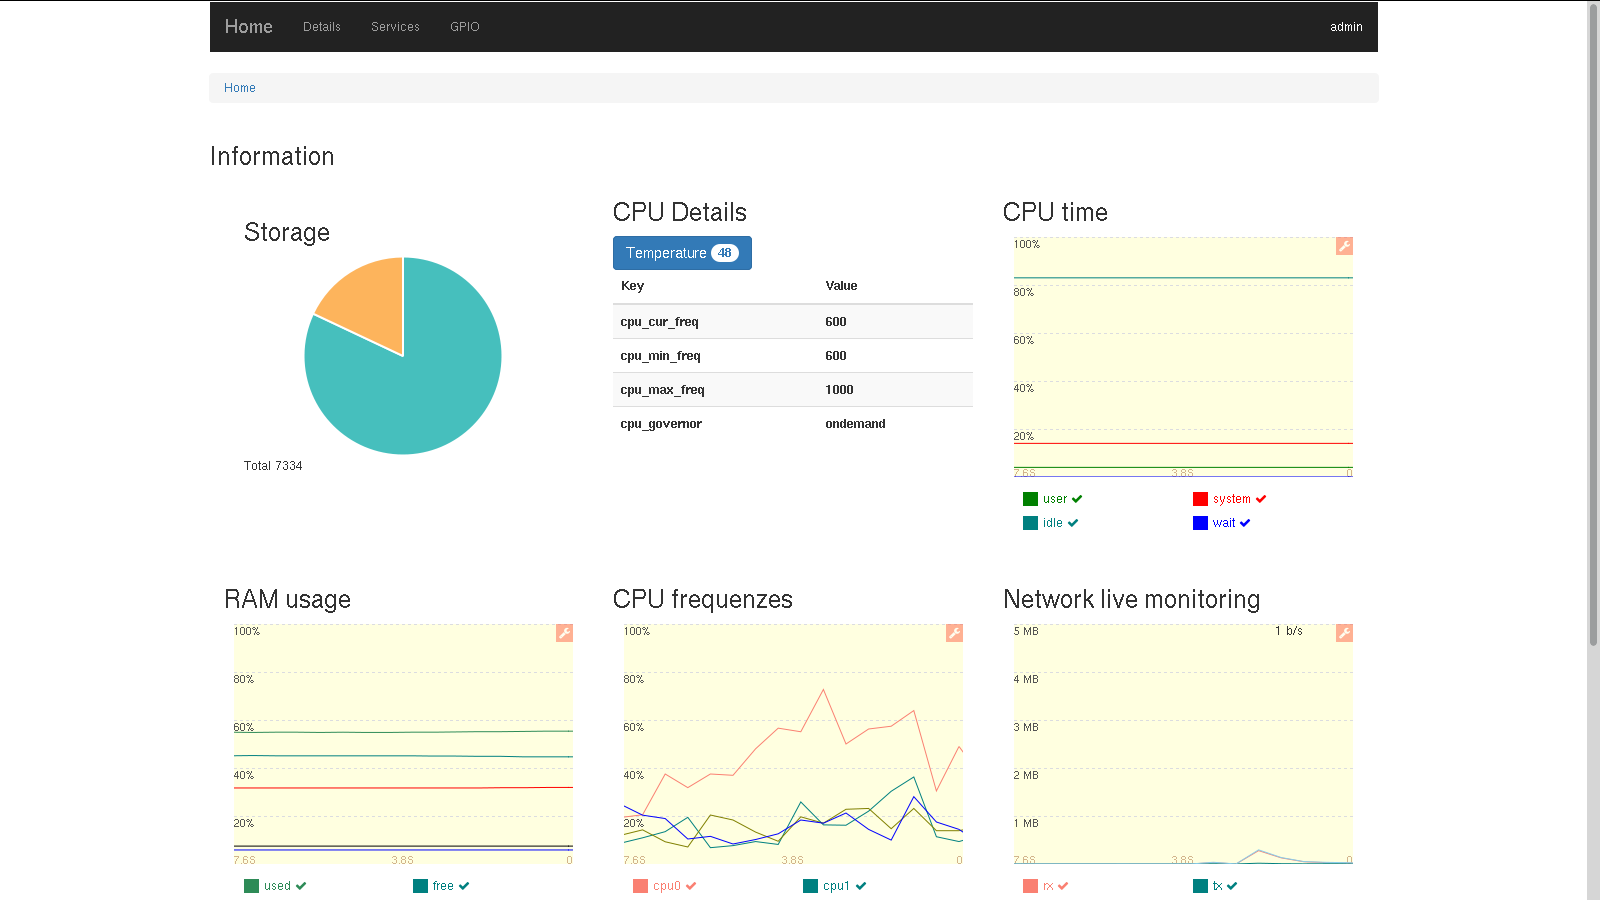 Home Details Services GPIO admin
Home
Information
Storage
Total 7334
CPU Details
Temperature 48
Key Value
cpu_cur_freq 600
cpu_min_freq 600
cpu_max_freq 1000
cpu_governor ondemand
CPU time
100%
80%
60%
40%
20%
7.6S 3.8S 0
user system
idle wait
RAM usage
100%
80%
60%
40%
20%
7.6S 3.8S 0
used free
CPU frequenzes
100%
80%
60%
40%
20%
7.6S 3.8S 0
cpu0 cpu1
Network live monitoring
5 MB 1 b/s
4 MB
3 MB
2 MB
1 MB
7.6S 3.8S 0
rx tx